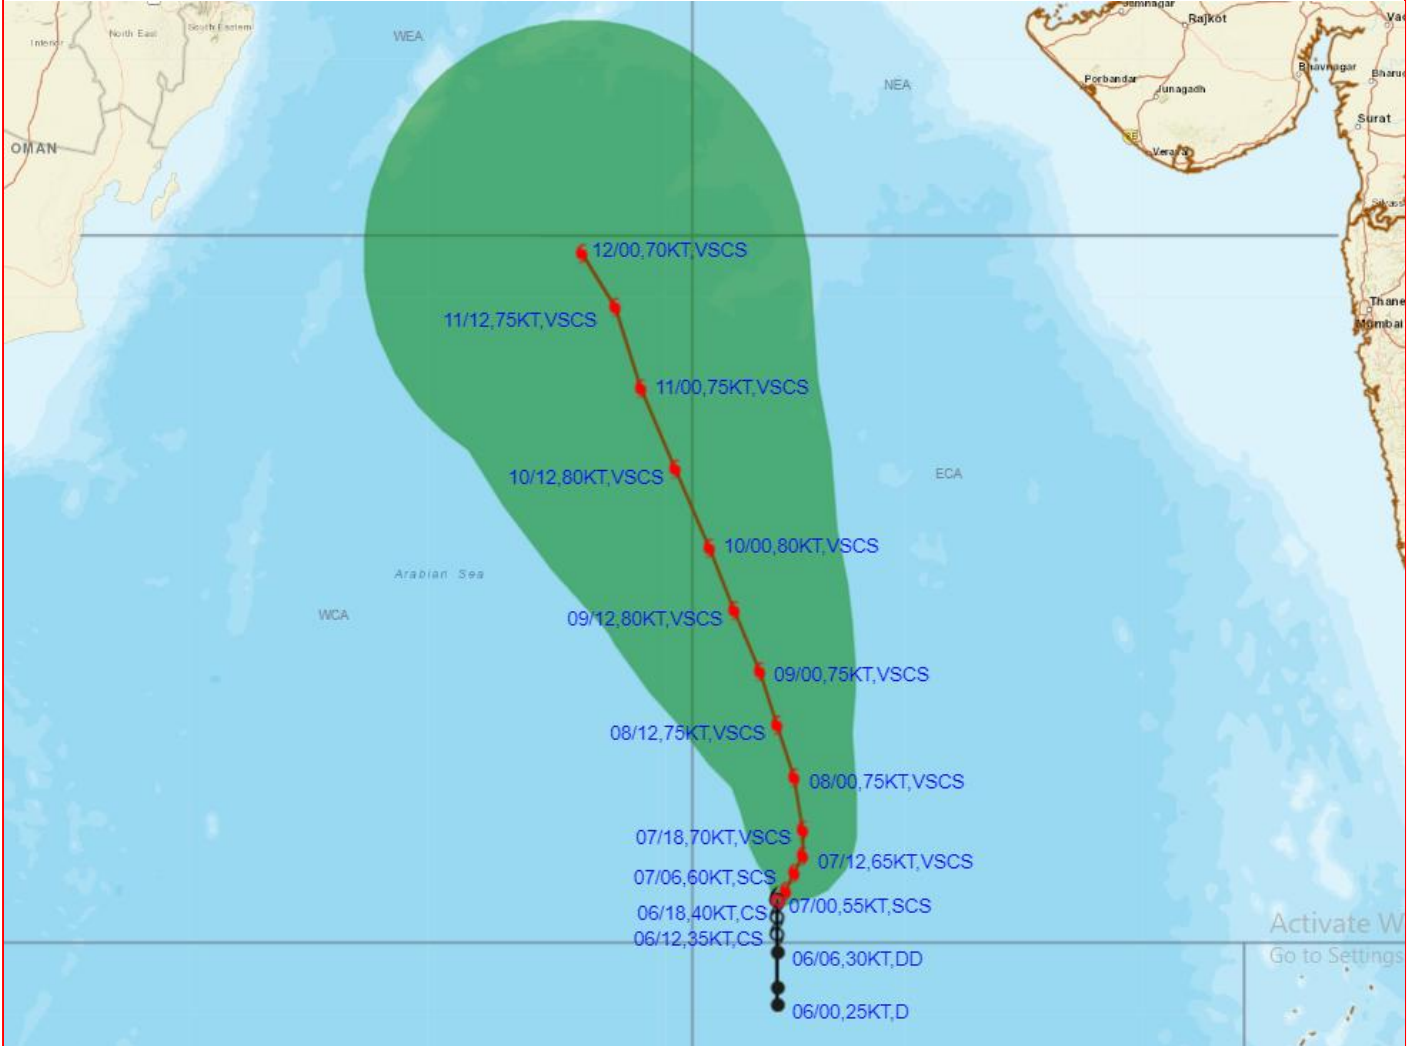 Jamnagar
Rajkot
South Eastern
North East
Interior
WEA
NEA
Porbandar
Junagadh
Bhavnagar
Surat
OMAN
Veraval
12/00,70KT,VSCS
11/12,75KT,VSCS
Thane
Mumbai
11/00,75KT,VSCS
10/12,80KT,VSCS
ECA
10/00,80KT,VSCS
Arabian Sea
WCA
09/12,80KT,VSCS
09/00,75KT,VSCS
08/12,75KT,VSCS
08/00,75KT,VSCS
07/18,70KT,VSCS
07/12,65KT,VSCS
07/06,60KT,SCS
07/00,55KT,SCS
06/18,40KT,CS
06/12,35KT,CS
06/06,30KT,DD
06/00,25KT,D
Activate W
Go to Settings